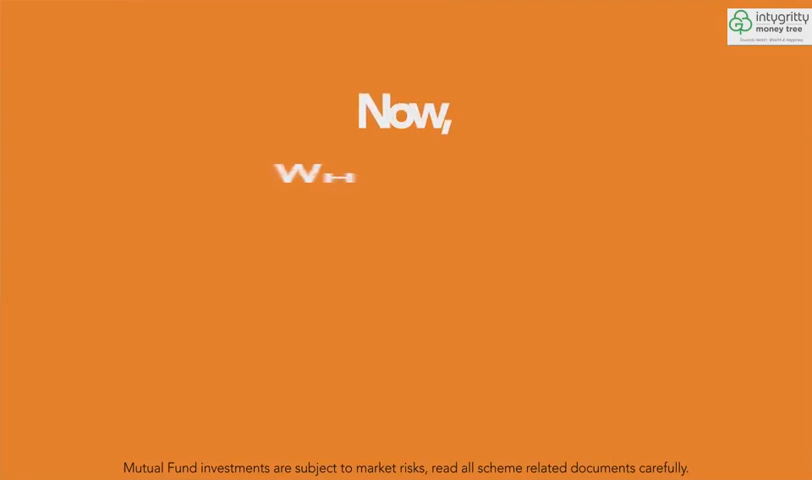 intygritty
money tree
Now,
Mutual Fund investments are subject to market risks, read all scheme related documents carefully.